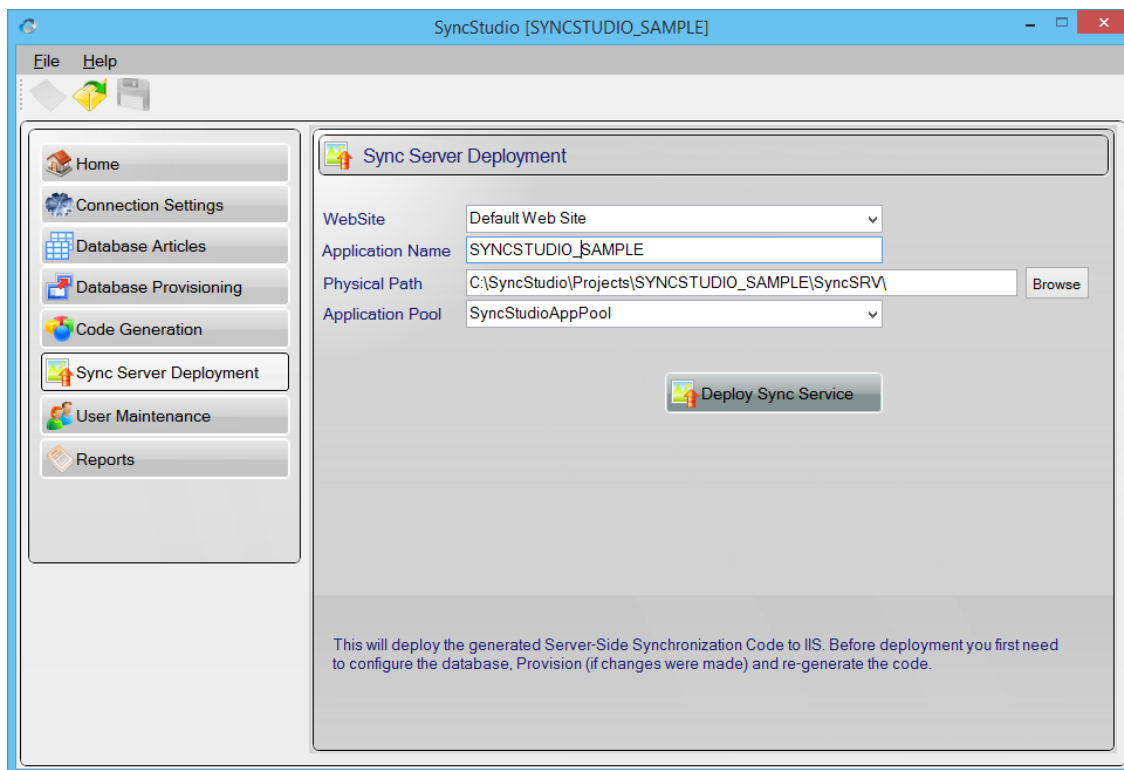 SyncStudio [SYNCSTUDIO_SAMPLE]
File Help
Home
Connection Settings
Database Articles
Database Provisioning
Code Generation
Sync Server Deployment
User Maintenance
Reports
Sync Server Deployment
WebSite Default Web Site
Application Name SYNCSTUDIO_SAMPLE
Physical Path C:\SyncStudio\Projects\SYNCSTUDIO_SAMPLE\SyncSRV\ Browse
Application Pool SyncStudioAppPool
Deploy Sync Service
This will deploy the generated Server-Side Synchronization Code to IIS. Before deployment you first need
to configure the database, Provision (if changes were made) and re-generate the code.